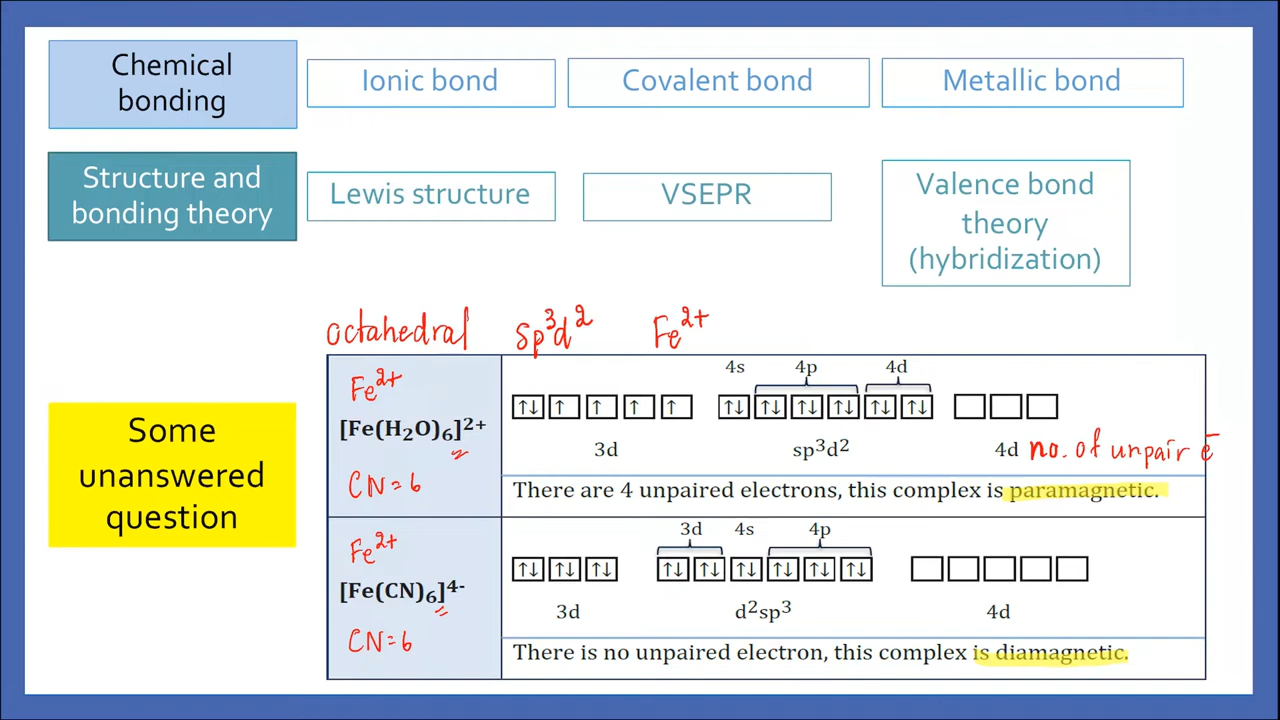 Chemical
bonding
Ionic bond
Covalent bond
Metallic bond
Structure and
bonding theory
Lewis structure
VSEPR
Valence bond
theory
(hybridization)
Some
unanswered
question
octahedral sp³d² Fe²⁺
Fe²⁺
[Fe(H₂O)₆]²⁺
CN = 6
4s 4p 4d
↑↓ ↑ ↑ ↑ ↑ ↑↓ ↑↓ ↑↓ ↑↓ ↑↓ ↑↓
3d sp³d² 4d no. of unpair e⁻
There are 4 unpaired electrons, this complex is paramagnetic.
Fe²⁺
[Fe(CN)₆]⁴⁻
CN = 6
3d 4s 4p
↑↓ ↑↓ ↑↓ ↑↓ ↑↓ ↑↓ ↑↓ ↑↓ ↑↓
3d d²sp³ 4d
There is no unpaired electron, this complex is diamagnetic.